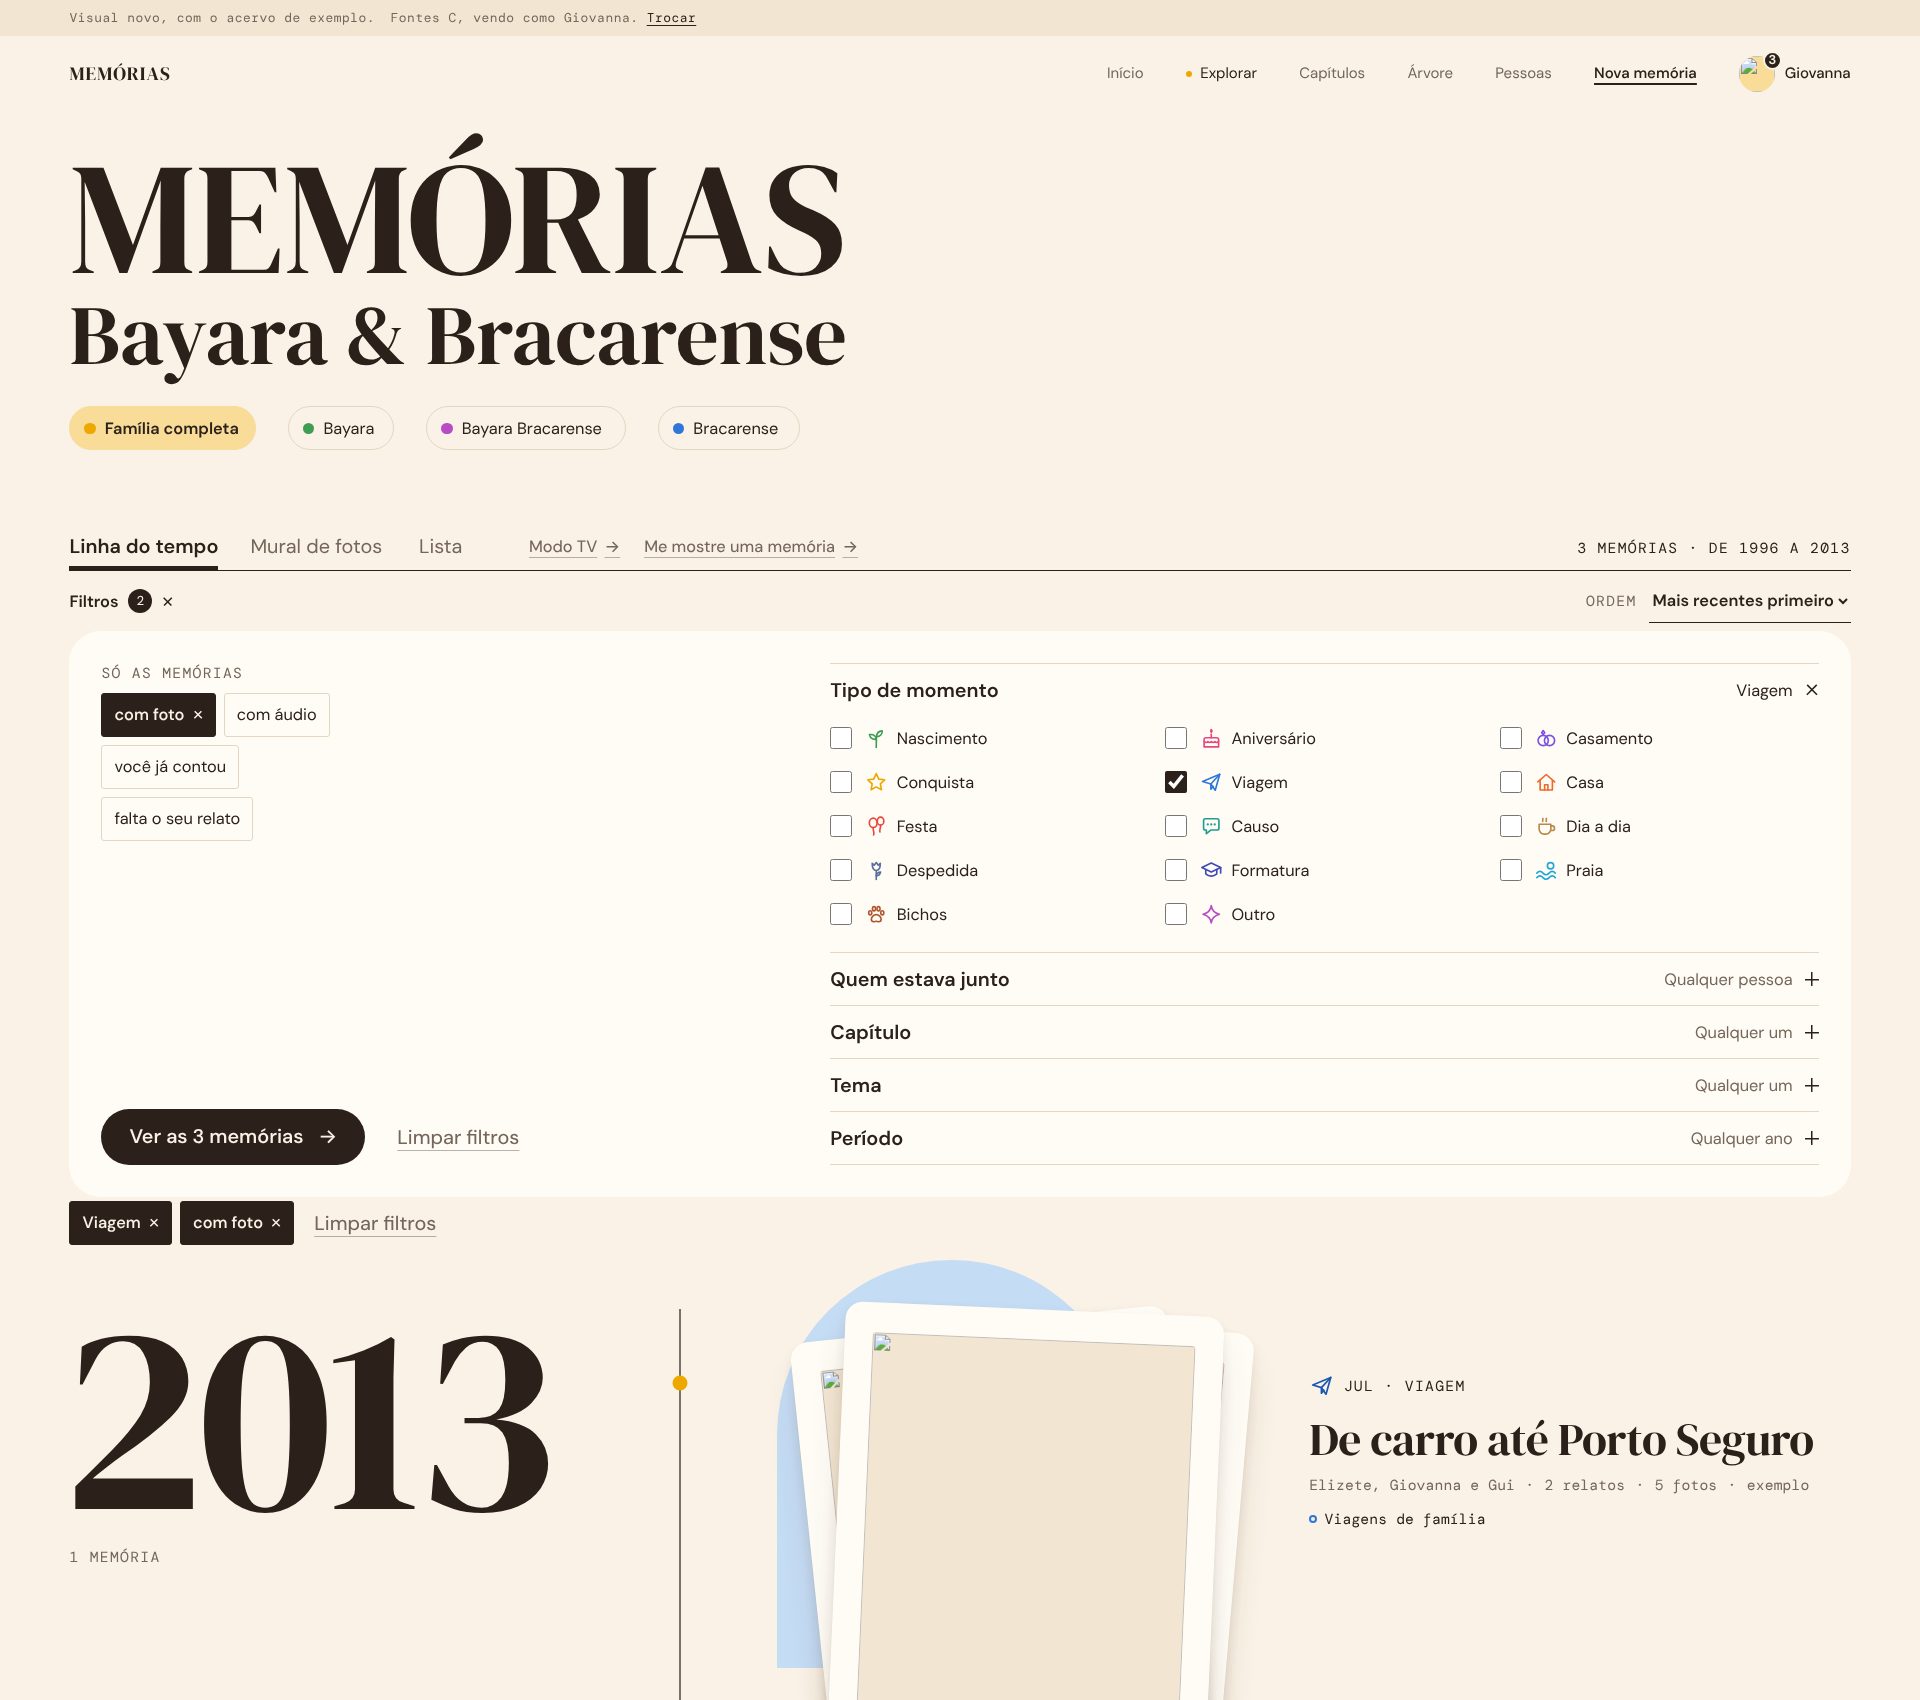 Visual novo, com o acervo de exemplo. Fontes C, vendo como Giovanna. Trocar
MEMÓRIAS
Início Explorar Capítulos Árvore Pessoas Nova memória 3 Giovanna
MEMÓRIAS
Bayara & Bracarense
Família completa Bayara Bayara Bracarense Bracarense
Linha do tempo Mural de fotos Lista Modo TV → Me mostre uma memória → 3 MEMÓRIAS · DE 1996 A 2013
Filtros 2 × ORDEM Mais recentes primeiro
SÓ AS MEMÓRIAS
com foto × com áudio
você já contou
falta o seu relato
Ver as 3 memórias → Limpar filtros
Tipo de momento Viagem ×
Nascimento Aniversário Casamento
Conquista Viagem Casa
Festa Causo Dia a dia
Despedida Formatura Praia
Bichos Outro
Quem estava junto Qualquer pessoa +
Capítulo Qualquer um +
Tema Qualquer um +
Período Qualquer ano +
Viagem × com foto × Limpar filtros
2013
1 MEMÓRIA
JUL · VIAGEM
De carro até Porto Seguro
Elizete, Giovanna e Gui · 2 relatos · 5 fotos · exemplo
Viagens de família